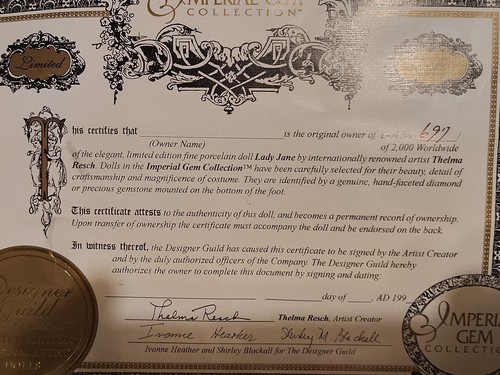 IMPERIAL GEM
COLLECTION™
Limited
This certifies that ______ is the original owner of 697
(Owner Name) of 2,000 Worldwide
of the elegant, limited edition fine porcelain doll Lady Jane by internationally renowned artist Thelma
Resch. Dolls in the Imperial Gem Collection™ have been carefully selected for their beauty, detail of
craftsmanship and magnificence of costume. They are identified by a genuine, hand-faceted diamond
or precious gemstone mounted on the bottom of the foot.
This certificate attests to the authenticity of this doll, and becomes a permanent record of ownership.
Upon transfer of ownership the certificate must accompany the doll and be endorsed on the back.
In witness thereof, the Designer Guild has caused this certificate to be signed by the Artist Creator
and by the duly authorized officers of the Company. The Designer Guild hereby
authorizes the owner to complete this document by signing and dating:
______ day of ______, AD 199
Thelma Resch
Thelma Resch, Artist Creator
Ivonne Heather Shirley M. Blackall
Ivonne Heather and Shirley Blackall for The Designer Guild
Designer
Guild
DOLLS
IMPERIAL
GEM
COLLECTION